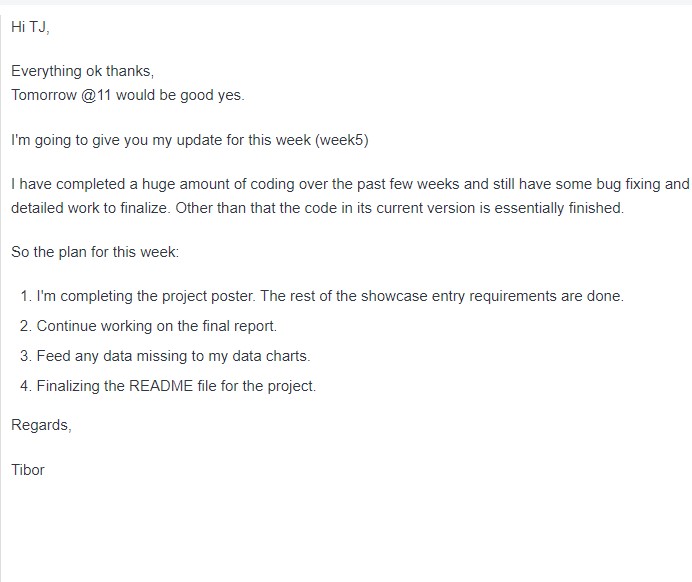 Hi TJ,
Everything ok thanks,
Tomorrow @11 would be good yes.
I'm going to give you my update for this week (week5)
I have completed a huge amount of coding over the past few weeks and still have some bug fixing and
detailed work to finalize. Other than that the code in its current version is essentially finished.
So the plan for this week:
1. I'm completing the project poster. The rest of the showcase entry requirements are done.
2. Continue working on the final report.
3. Feed any data missing to my data charts.
4. Finalizing the README file for the project.
Regards,
Tibor